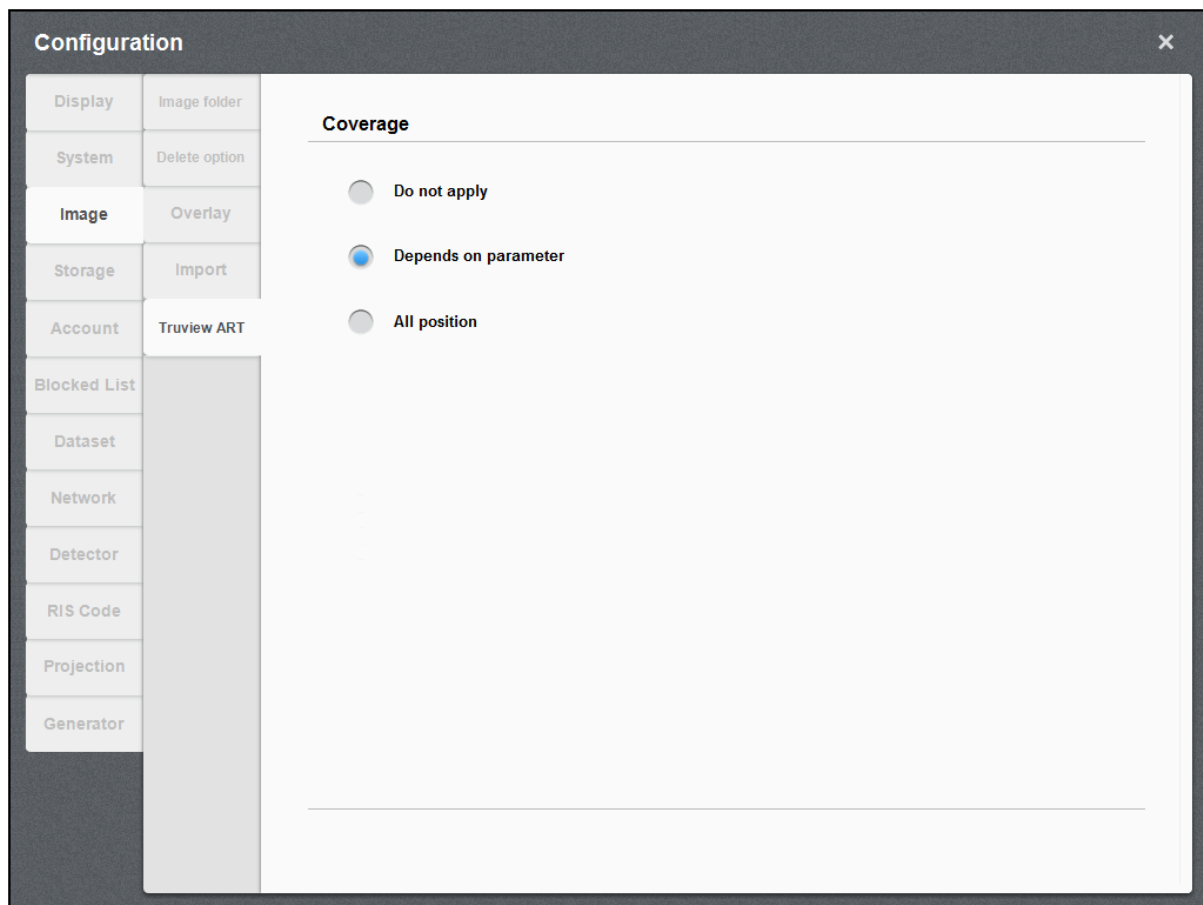 Configuration
Display
System
Image
Storage
Account
Blocked List
Dataset
Network
Detector
RIS Code
Projection
Generator
Image folder
Delete option
Overlay
Import
Truview ART
Coverage
Do not apply
Depends on parameter
All position